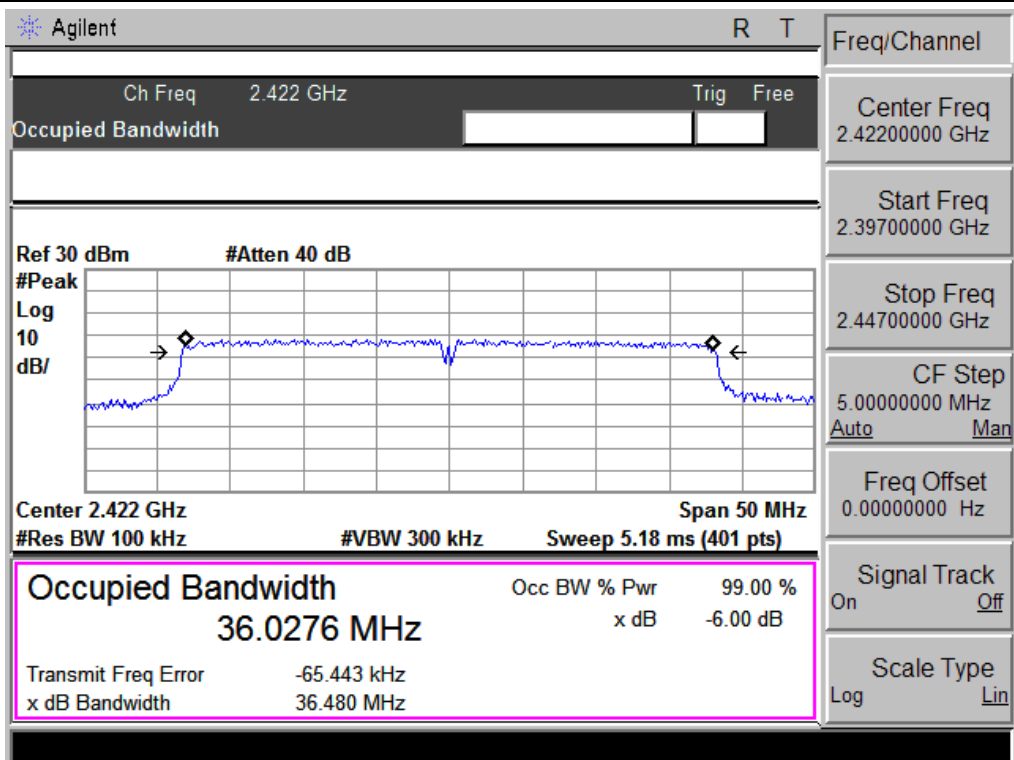 Agilent R T
Ch Freq 2.422 GHz Trig Free
Occupied Bandwidth
Ref 30 dBm #Atten 40 dB
#Peak
Log
10
dB/
Center 2.422 GHz Span 50 MHz
#Res BW 100 kHz #VBW 300 kHz Sweep 5.18 ms (401 pts)
Occupied Bandwidth Occ BW % Pwr 99.00 %
36.0276 MHz x dB -6.00 dB
Transmit Freq Error -65.443 kHz
x dB Bandwidth 36.480 MHz
Freq/Channel
Center Freq
2.42200000 GHz
Start Freq
2.39700000 GHz
Stop Freq
2.44700000 GHz
CF Step
5.00000000 MHz
Auto Man
Freq Offset
0.00000000 Hz
Signal Track
On Off
Scale Type
Log Lin